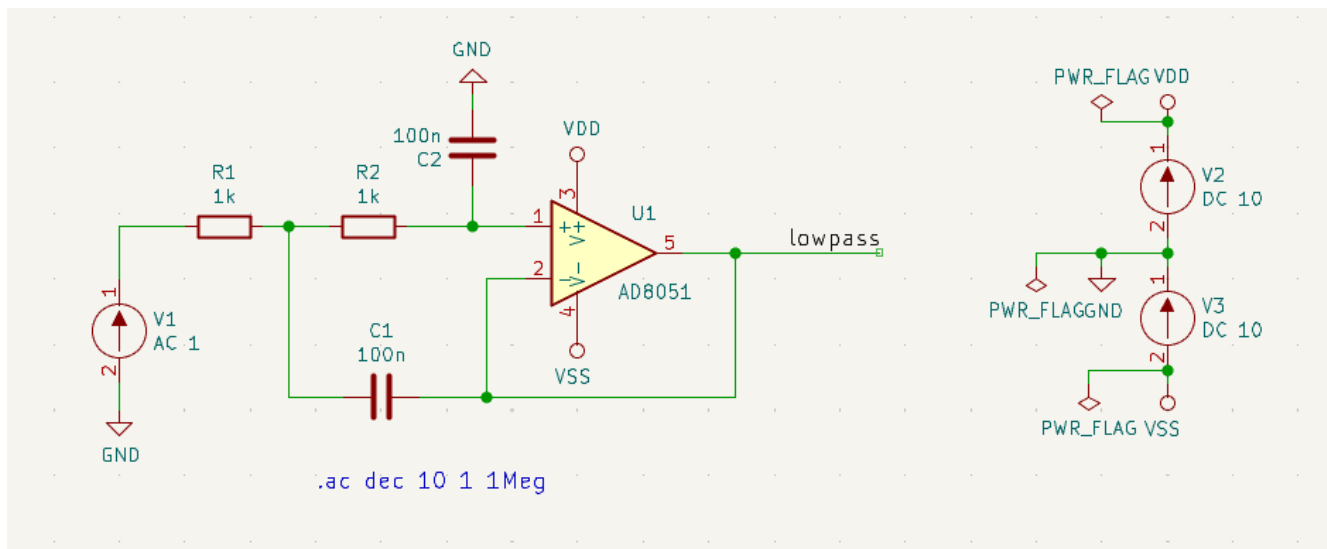 GND
PWR_FLAG VDD
100n
C2
VDD
R1
1k
R2
1k
3
1
V2
DC 10
2
1
+
V+
U1
5
lowpass
2
-
V-
AD8051
4
1
V1
AC 1
2
GND
C1
100n
VSS
PWR_FLAG GND
1
V3
DC 10
2
PWR_FLAG VSS
.ac dec 10 1 1Meg